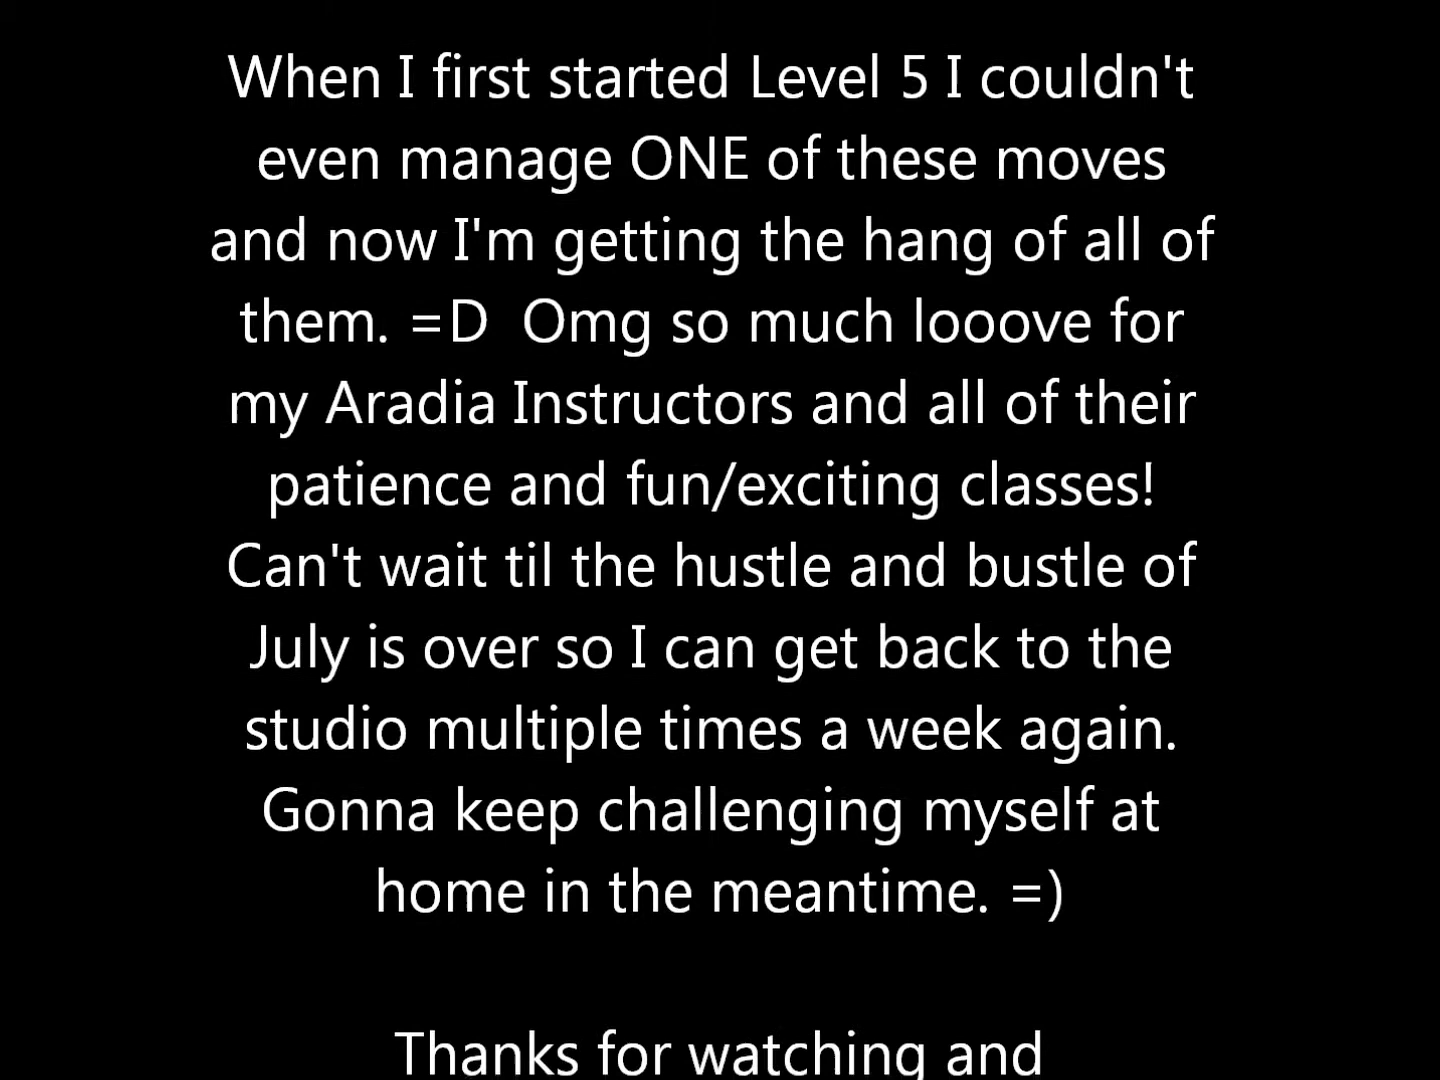 When I first started Level 5 I couldn't
even manage ONE of these moves
and now I'm getting the hang of all of
them. =D  Omg so much looove for
my Aradia Instructors and all of their
patience and fun/exciting classes!
Can't wait til the hustle and bustle of
July is over so I can get back to the
studio multiple times a week again.
Gonna keep challenging myself at
home in the meantime. =)
Thanks for watching and